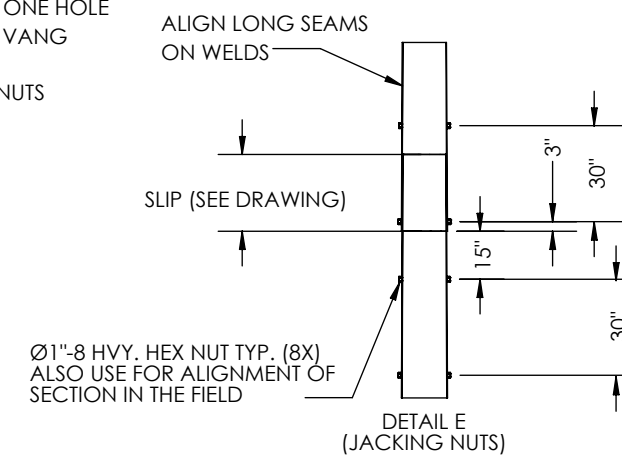 ONE HOLE
VANG
NUTS
ALIGN LONG SEAMS
ON WELDS
SLIP (SEE DRAWING)
3"
30"
15"
30"
Ø1"-8 HVY. HEX NUT TYP. (8X)
ALSO USE FOR ALIGNMENT OF
SECTION IN THE FIELD
DETAIL E
(JACKING NUTS)